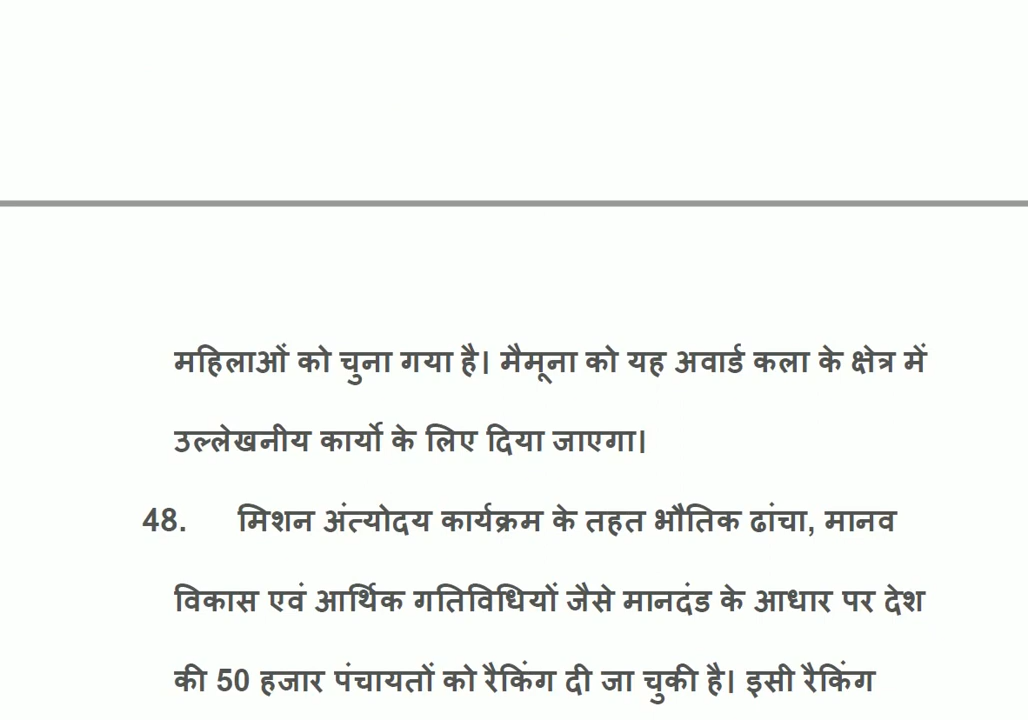 महिलाओं को चुना गया है। मैमूना को यह अवार्ड कला के क्षेत्र में
उल्लेखनीय कार्यो के लिए दिया जाएगा।
48. मिशन अंत्योदय कार्यक्रम के तहत भौतिक ढांचा, मानव
विकास एवं आर्थिक गतिविधियों जैसे मानदंड के आधार पर देश
की 50 हजार पंचायतों को रैकिंग दी जा चुकी है। इसी रैकिंग